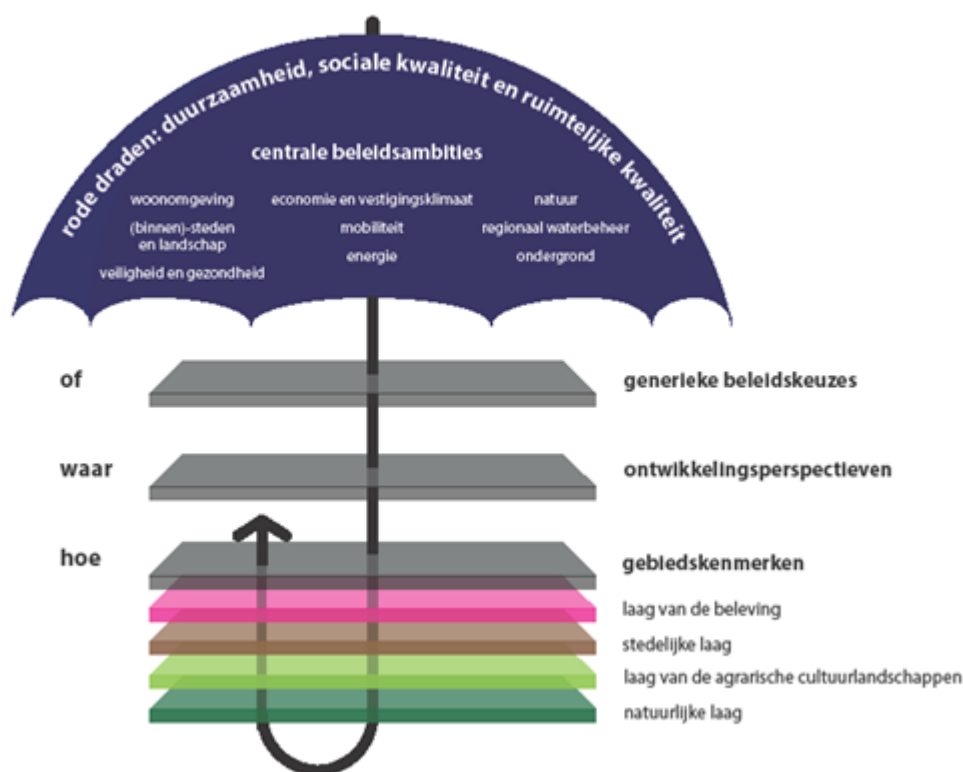 rode draden: duurzaamheid, sociale kwaliteit en ruimtelijke kwaliteit
centrale beleidsambities
woonomgeving
(binnen)-steden
en landschap
veiligheid en gezondheid
economie en vestigingsklimaat
mobiliteit
energie
natuur
regionaal waterbeheer
ondergrond
of
generieke beleidskeuzes
waar
ontwikkelingsperspectieven
hoe
gebiedskenmerken
laag van de beleving
stedelijke laag
laag van de agrarische cultuurlandschappen
natuurlijke laag